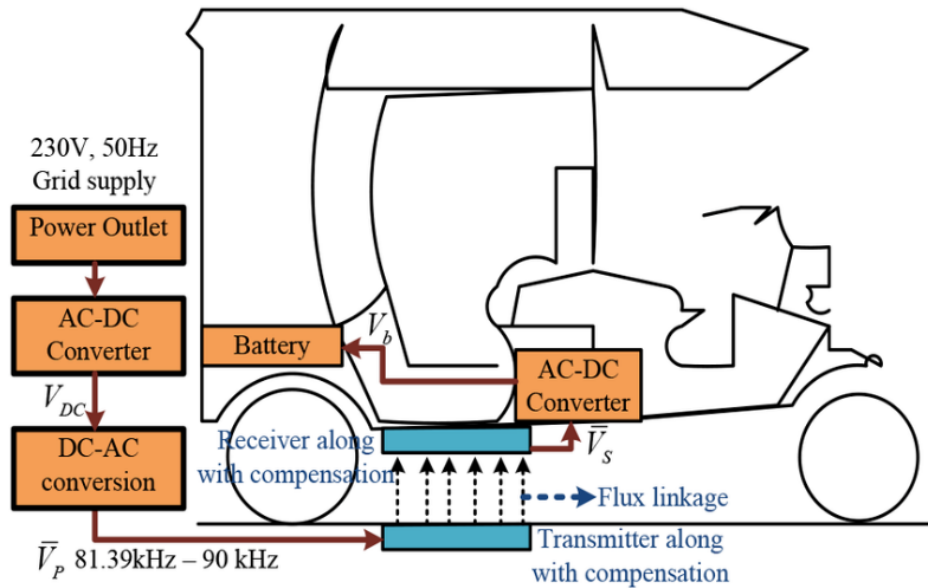 230V, 50Hz
Grid supply
Power Outlet
AC-DC
Converter
V_DC
DC-AC
conversion
V̅_P 81.39kHz – 90 kHz
Battery
V_b
AC-DC
Converter
V̅_S
Receiver along
with compensation
Flux linkage
Transmitter along
with compensation